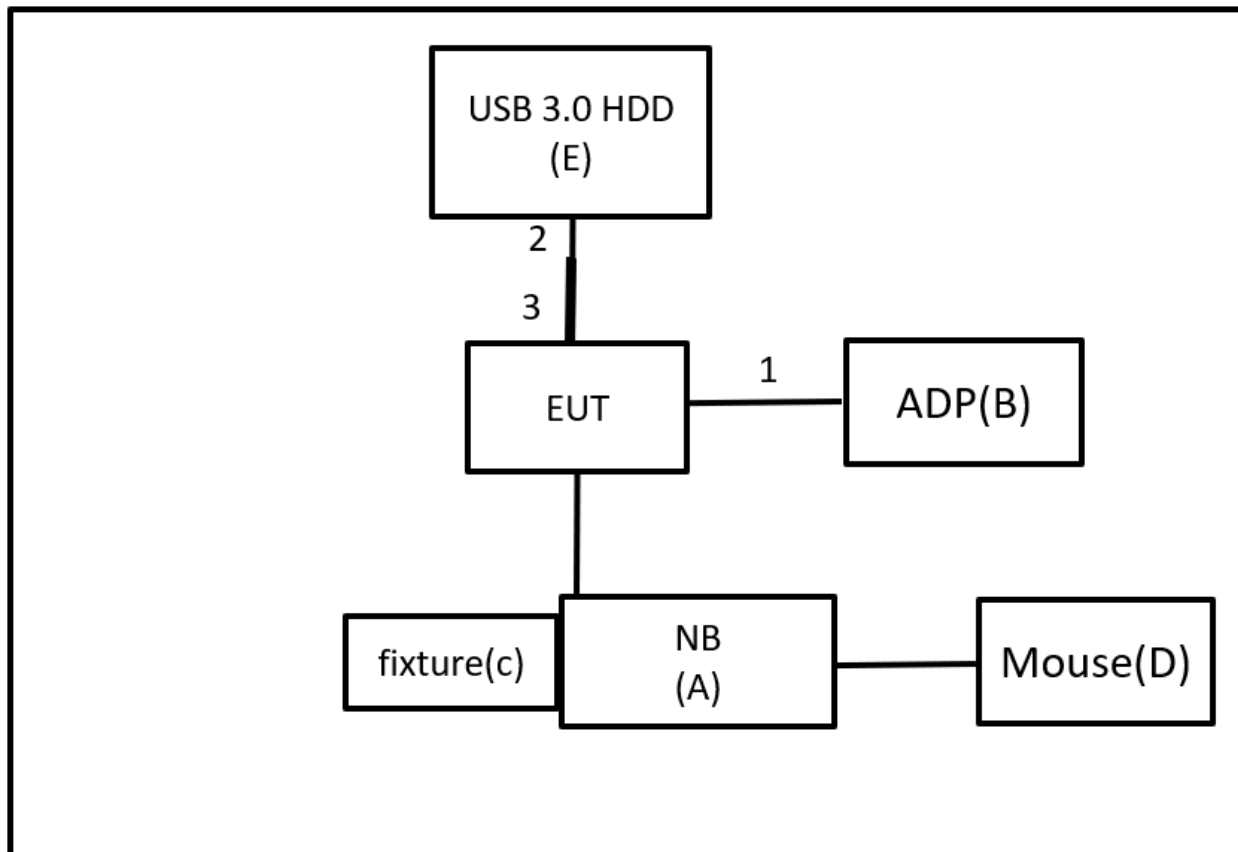 USB 3.0 HDD
(E)
2
3
EUT
1
ADP(B)
fixture(c)
NB
(A)
Mouse(D)